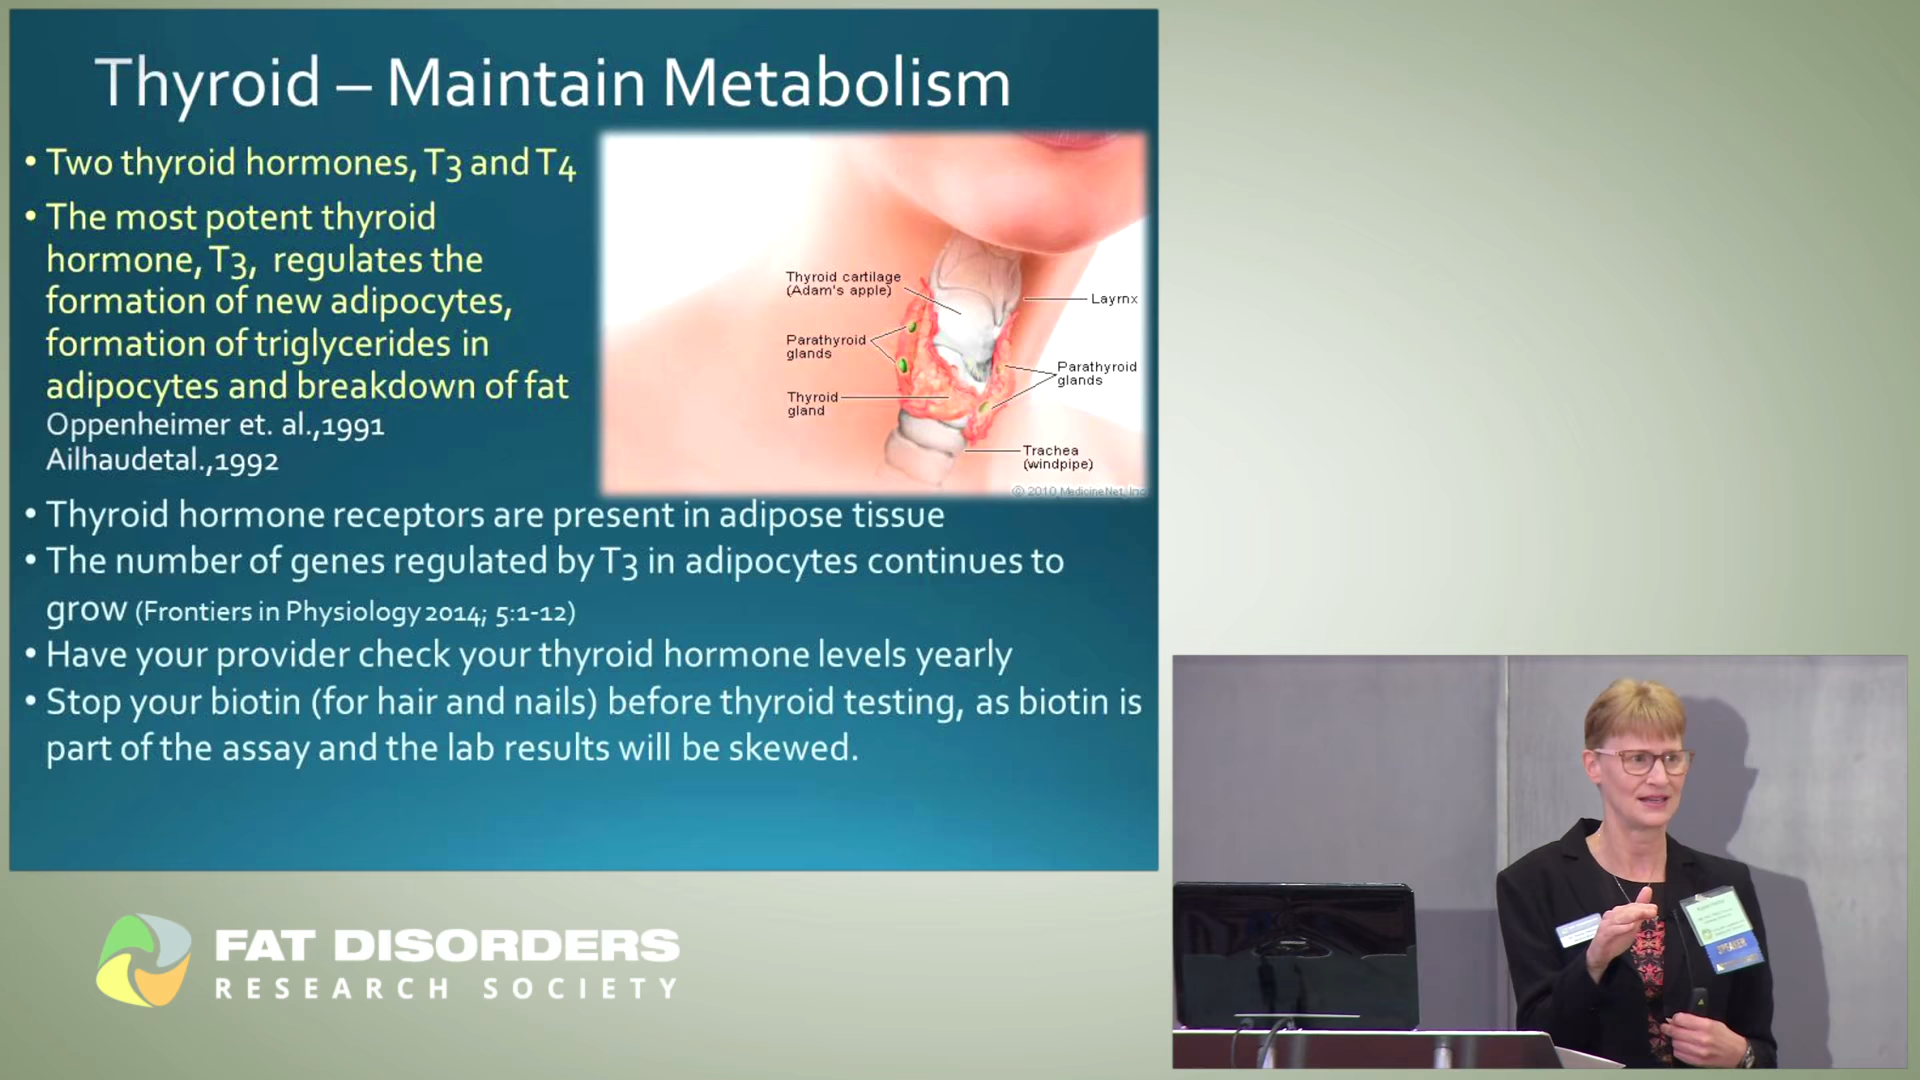 Thyroid – Maintain Metabolism
• Two thyroid hormones, T3 and T4
• The most potent thyroid
hormone, T3, regulates the
formation of new adipocytes,
formation of triglycerides in
adipocytes and breakdown of fat
Oppenheimer et. al.,1991
Ailhaudetal.,1992
Thyroid cartilage
(Adam's apple)
Layrnx
Parathyroid
glands
Parathyroid
glands
Thyroid
gland
Trachea
(windpipe)
© 2010 MedicineNet, Inc.
• Thyroid hormone receptors are present in adipose tissue
• The number of genes regulated by T3 in adipocytes continues to
grow (Frontiers in Physiology 2014; 5:1-12)
• Have your provider check your thyroid hormone levels yearly
• Stop your biotin (for hair and nails) before thyroid testing, as biotin is
part of the assay and the lab results will be skewed.
SPEAKER
FAT DISORDERS
RESEARCH SOCIETY